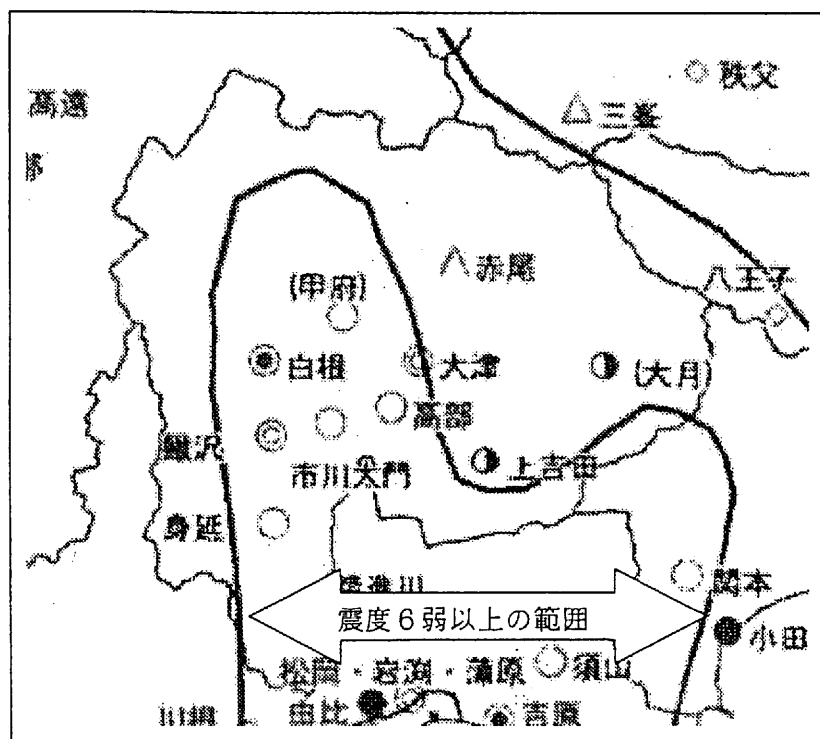 秩父
高遠
三峯
八王子
赤尾
(甲府)
白根
大津
(大月)
高部
鰍沢
上吉田
市川大門
身延
関本
震度6弱以上の範囲
小田
松岡・岩渕・蒲原
須山
由比
吉原